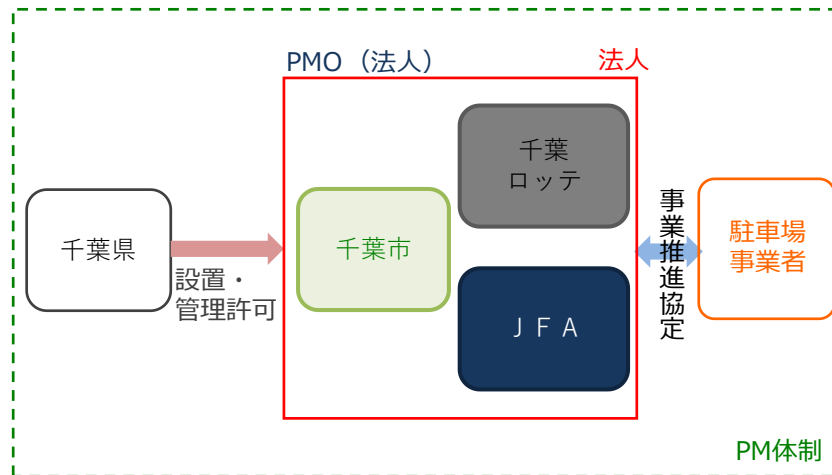 PMO（法人）
法人
千葉県
設置・
管理許可
千葉市
千葉
ロッテ
ＪＦＡ
事業推進協定
駐車場
事業者
PM体制